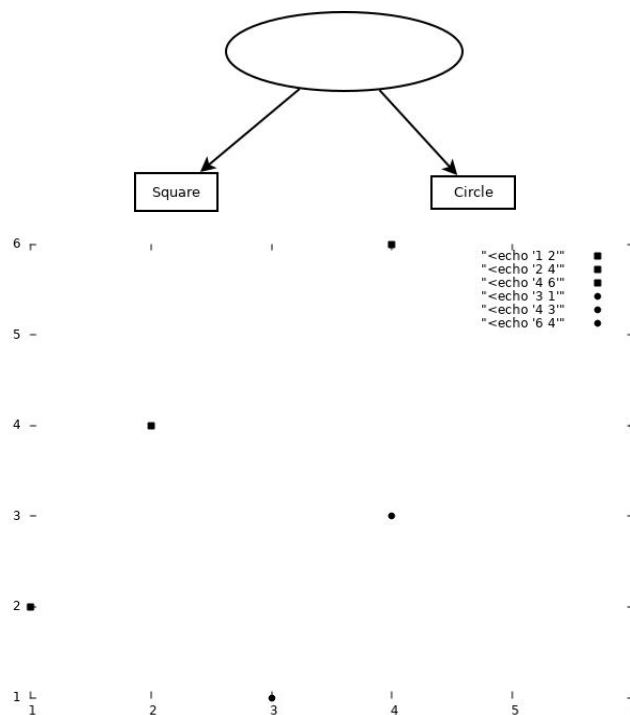 Square
Circle
6
"<echo '1 2'"
"<echo '2 4'"
"<echo '4 6'"
"<echo '3 1'"
"<echo '4 3'"
"<echo '6 4'"
5
4
3
2
1
1 2 3 4 5